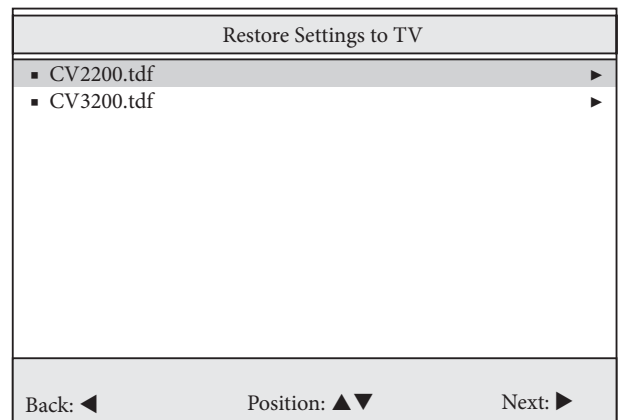 Restore Settings to TV
▪ CV2200.tdf ►
▪ CV3200.tdf ►
Back: ◀ Position: ▲▼ Next: ▶